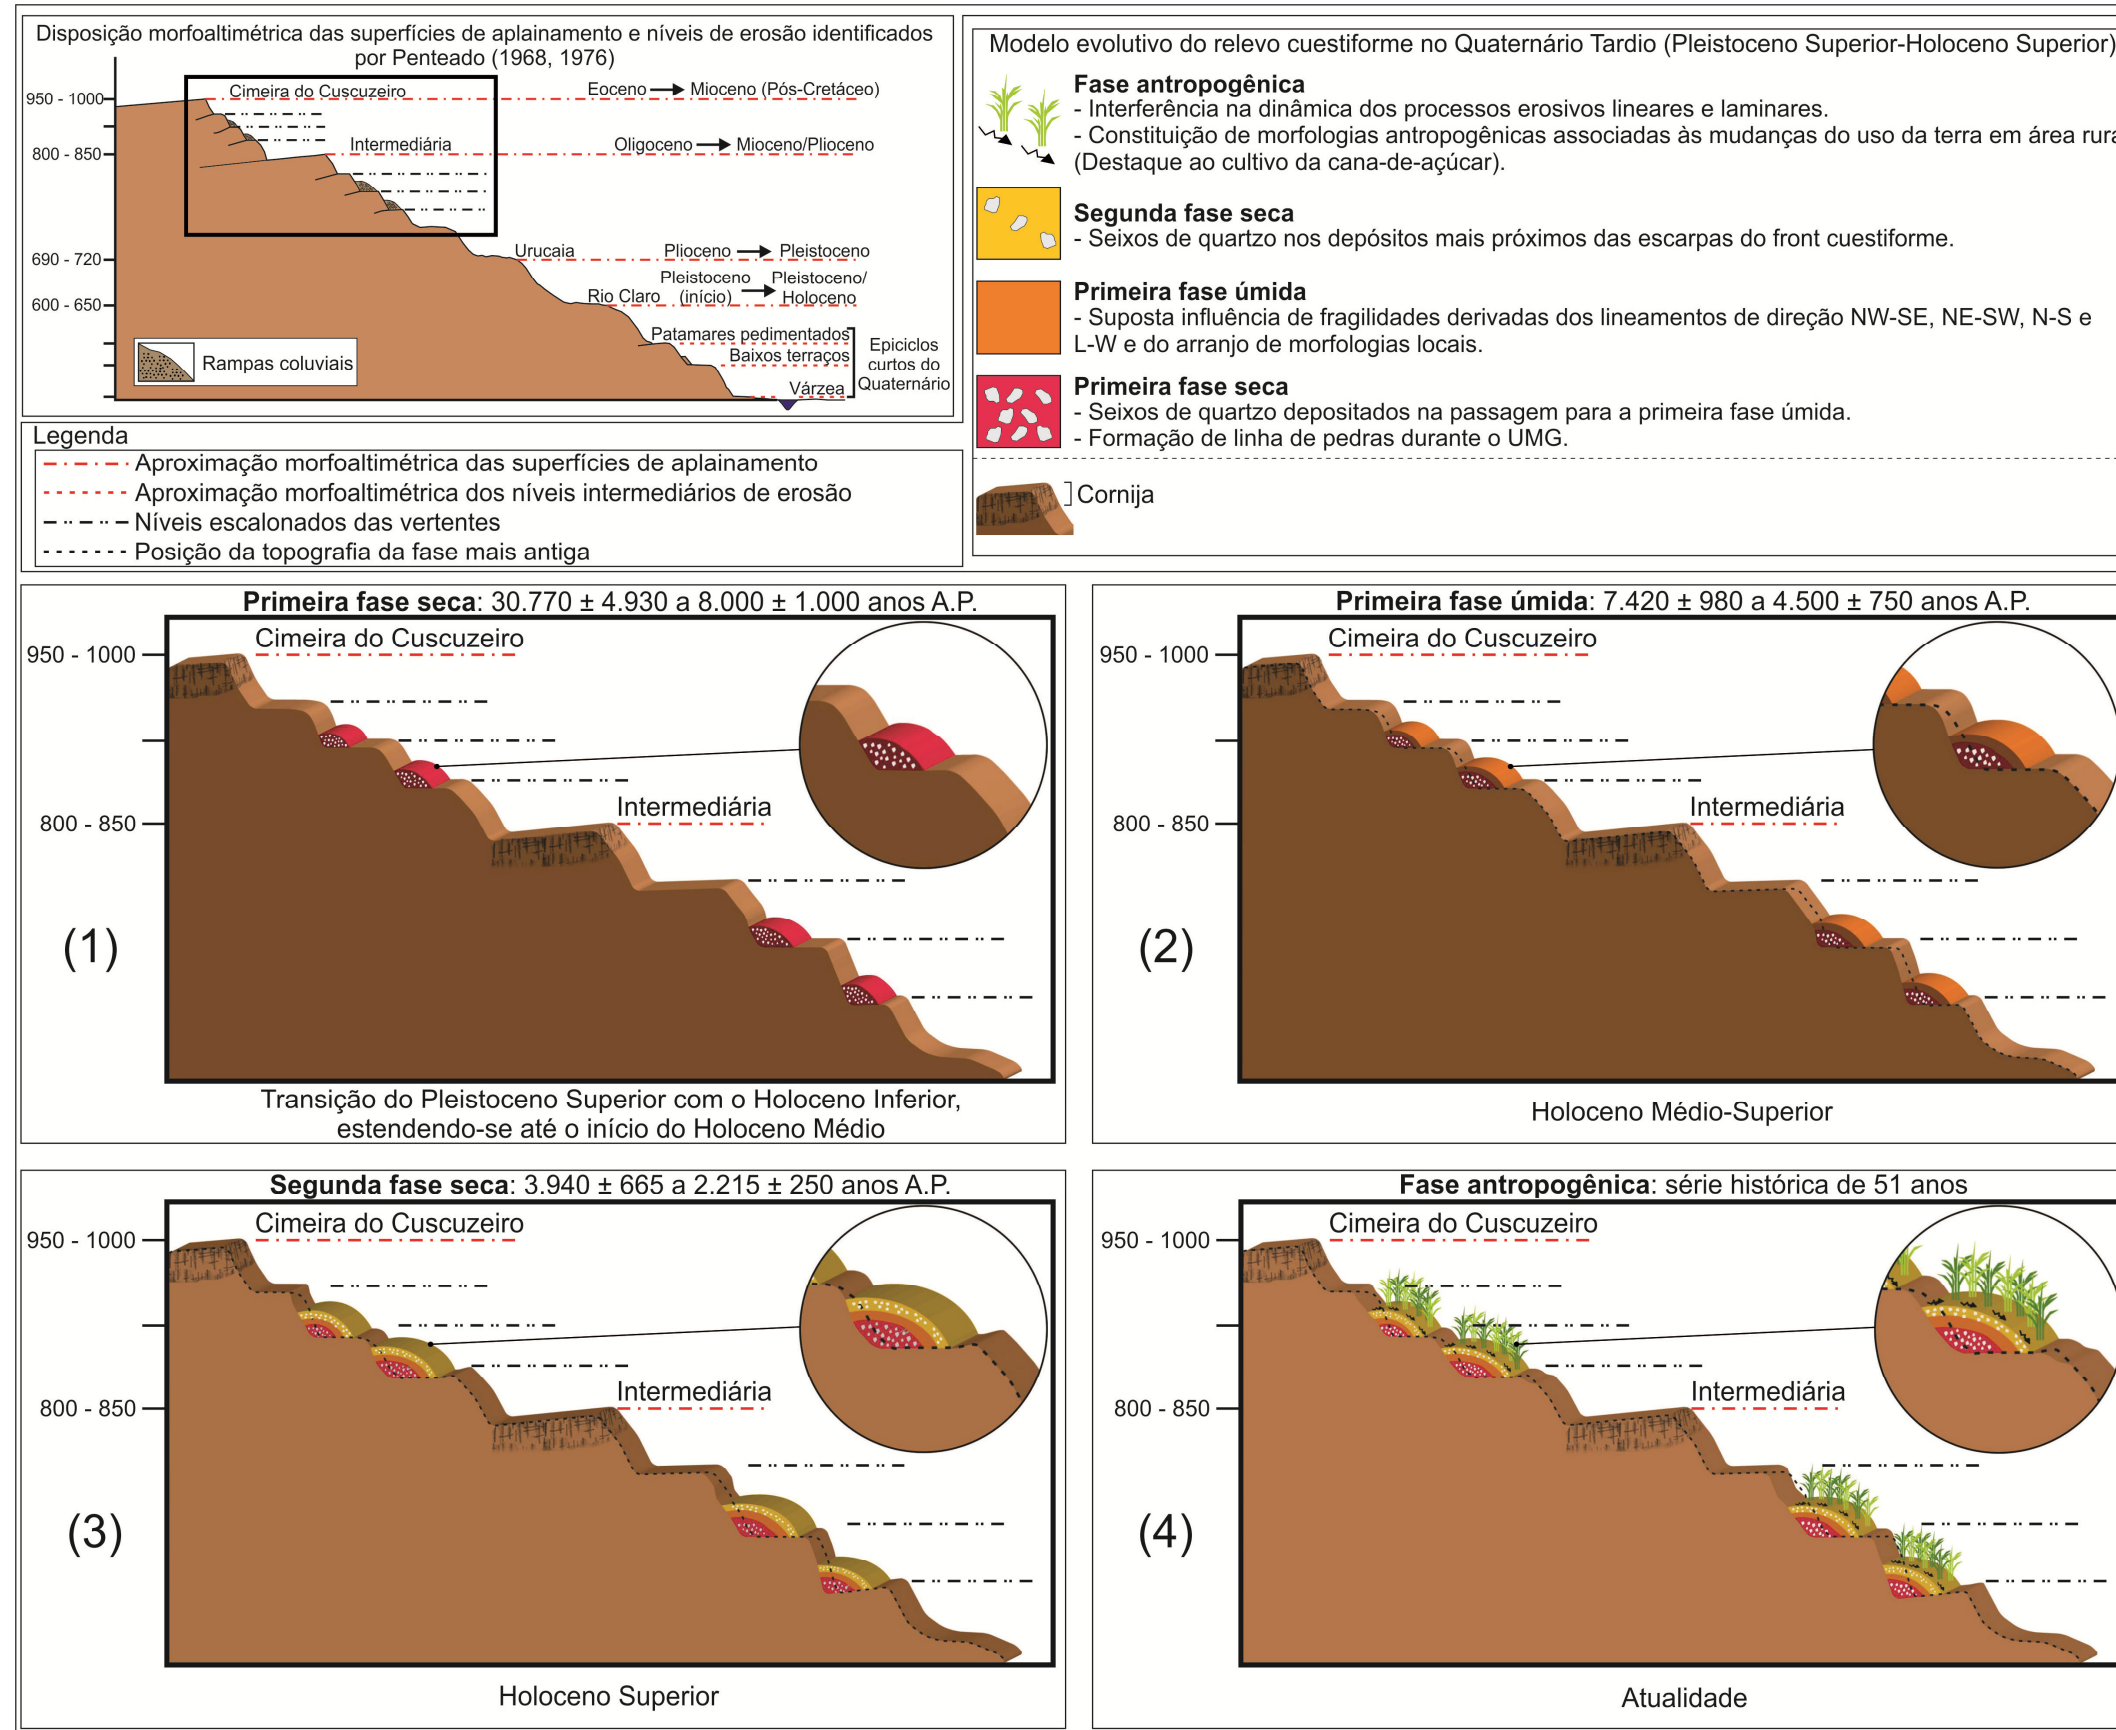 Disposição morfoaltimétrica das superfícies de aplainamento e níveis de erosão identificados
por Penteado (1968, 1976)
950 - 1000
Cimeira do Cuscuzeiro
Eoceno
Mioceno (Pós-Cretáceo)
800 - 850
Intermediária
Oligoceno
Mioceno/Plioceno
690 - 720
Urucaia
Plioceno
Pleistoceno
600 - 650
Rio Claro
Pleistoceno
(início)
Pleistoceno/
Holoceno
Patamares pedimentados
Baixos terraços
Várzea
Epiciclos
curtos do
Quaternário
Rampas coluviais
Legenda
Aproximação morfoaltimétrica das superfícies de aplainamento
Aproximação morfoaltimétrica dos níveis intermediários de erosão
Níveis escalonados das vertentes
Posição da topografia da fase mais antiga
Modelo evolutivo do relevo cuestiforme no Quaternário Tardio (Pleistoceno Superior-Holoceno Superior)
Fase antropogênica
- Interferência na dinâmica dos processos erosivos lineares e laminares.
- Constituição de morfologias antropogênicas associadas às mudanças do uso da terra em área
(Destaque ao cultivo da cana-de-açúcar).
Segunda fase seca
- Seixos de quartzo nos depósitos mais próximos das escarpas do front cuestiforme.
Primeira fase úmida
- Suposta influência de fragilidades derivadas dos lineamentos de direção NW-SE, NE-SW, N-S e
L-W e do arranjo de morfologias locais.
Primeira fase seca
- Seixos de quartzo depositados na passagem para a primeira fase úmida.
- Formação de linha de pedras durante o UMG.
Cornija
Primeira fase seca: 30.770 ± 4.930 a 8.000 ± 1.000 anos A.P.
950 - 1000
Cimeira do Cuscuzeiro
800 - 850
Intermediária
(1)
Transição do Pleistoceno Superior com o Holoceno Inferior,
estendendo-se até o início do Holoceno Médio
Primeira fase úmida: 7.420 ± 980 a 4.500 ± 750 anos A.P.
950 - 1000
Cimeira do Cuscuzeiro
800 - 850
Intermediária
(2)
Holoceno Médio-Superior
Segunda fase seca: 3.940 ± 665 a 2.215 ± 250 anos A.P.
950 - 1000
Cimeira do Cuscuzeiro
800 - 850
Intermediária
(3)
Holoceno Superior
Fase antropogênica: série histórica de 51 anos
950 - 1000
Cimeira do Cuscuzeiro
800 - 850
Intermediária
(4)
Atualidade